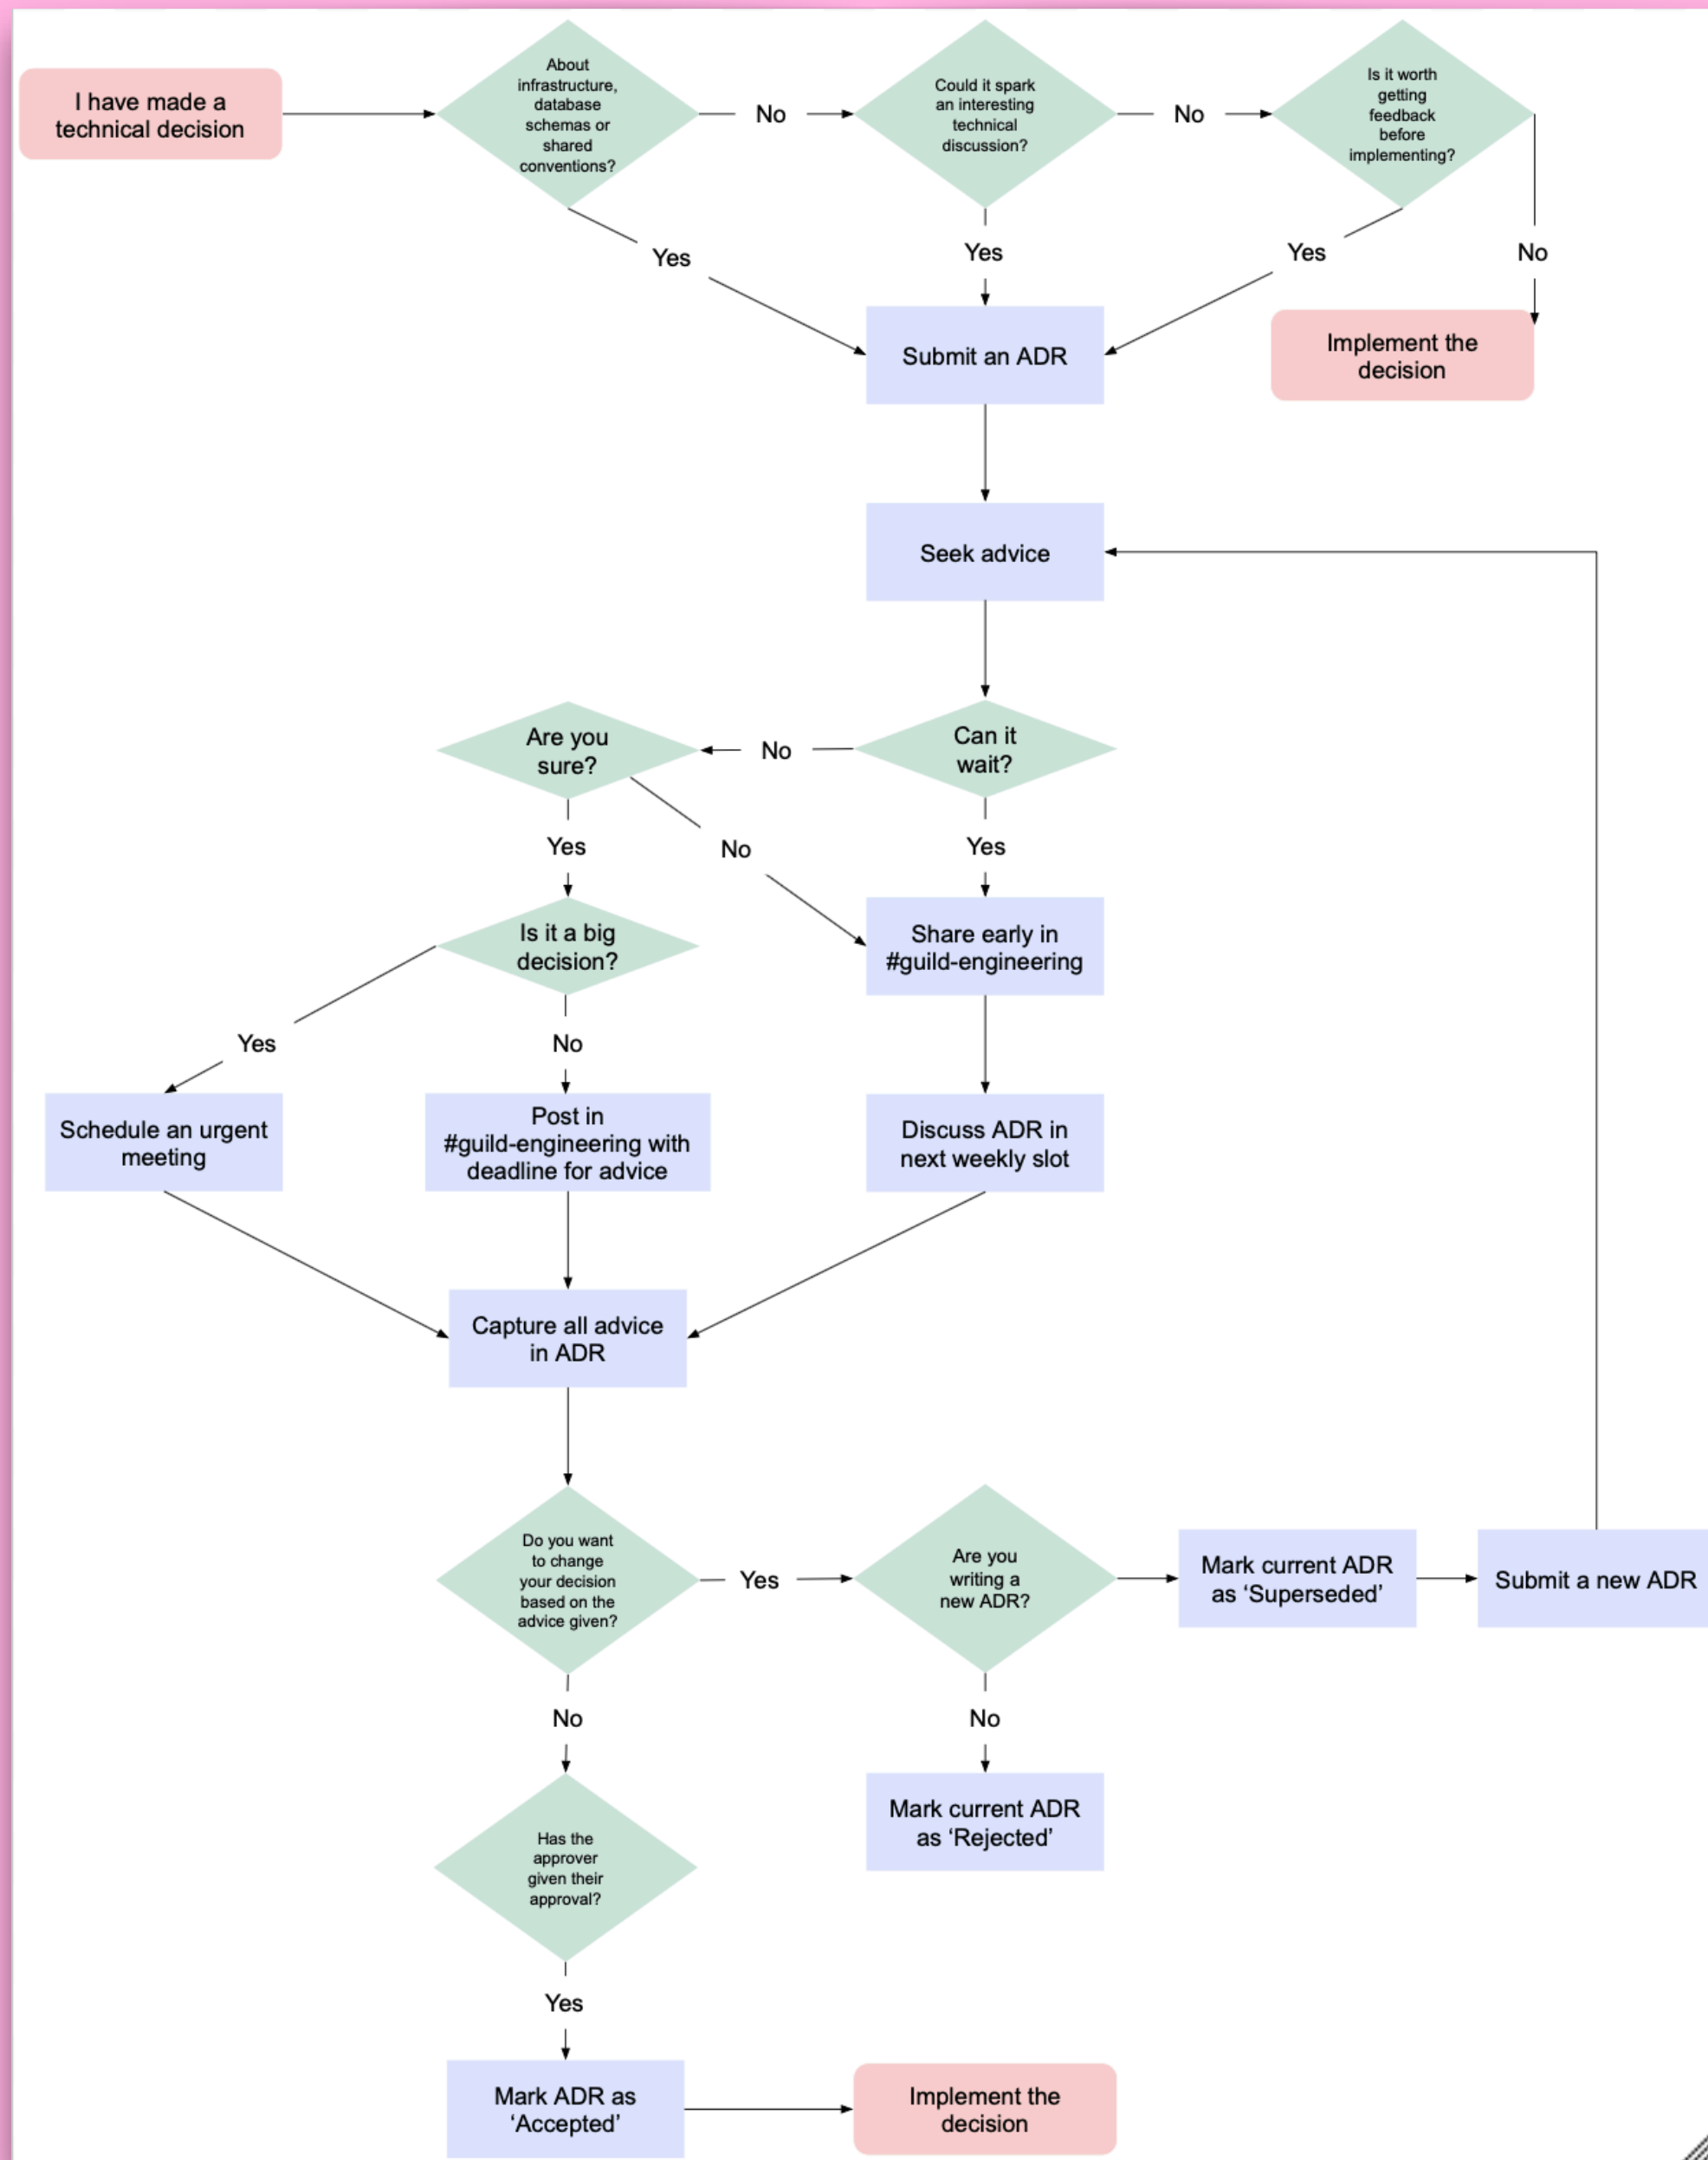 I have made a
technical decision
About
infrastructure,
database
schemas or
shared
conventions?
No
Could it spark
an interesting
technical
discussion?
No
Is it worth
getting
feedback
before
implementing?
Yes
Yes
Yes
No
Submit an ADR
Implement the
decision
Seek advice
Are you
sure?
No
Can it
wait?
Yes
No
Yes
Is it a big
decision?
Share early in
#guild-engineering
Yes
No
Schedule an urgent
meeting
Post in
#guild-engineering with
deadline for advice
Discuss ADR in
next weekly slot
Capture all advice
in ADR
Do you want
to change
your decision
based on the
advice given?
Yes
Are you
writing a
new ADR?
Mark current ADR
as ‘Superseded’
Submit a new ADR
No
No
Mark current ADR
as ‘Rejected’
Has the
approver
given their
approval?
Yes
Mark ADR as
‘Accepted’
Implement the
decision